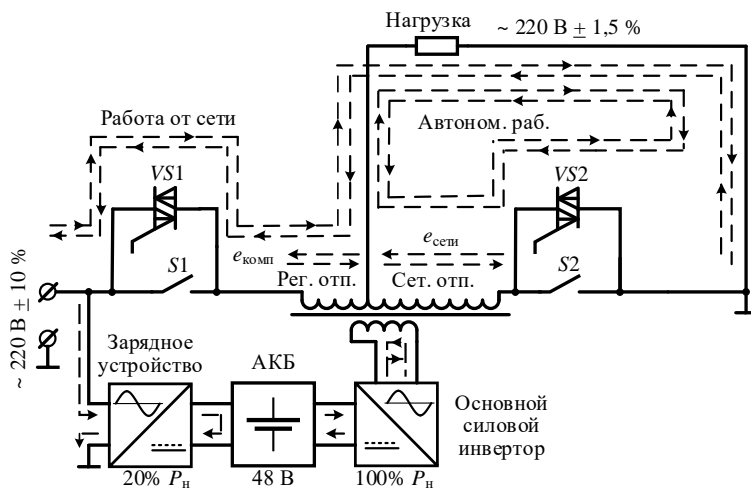 Нагрузка
~ 220 В ± 1,5 %
Работа от сети
Автоном. раб.
VS1
VS2
eкомп
eсети
S1
Рег. отп.
Сет. отп.
S2
~ 220 В ± 10 %
Зарядное
устройство
АКБ
Основной
силовой
инвертор
20% Pн
48 В
100% Pн